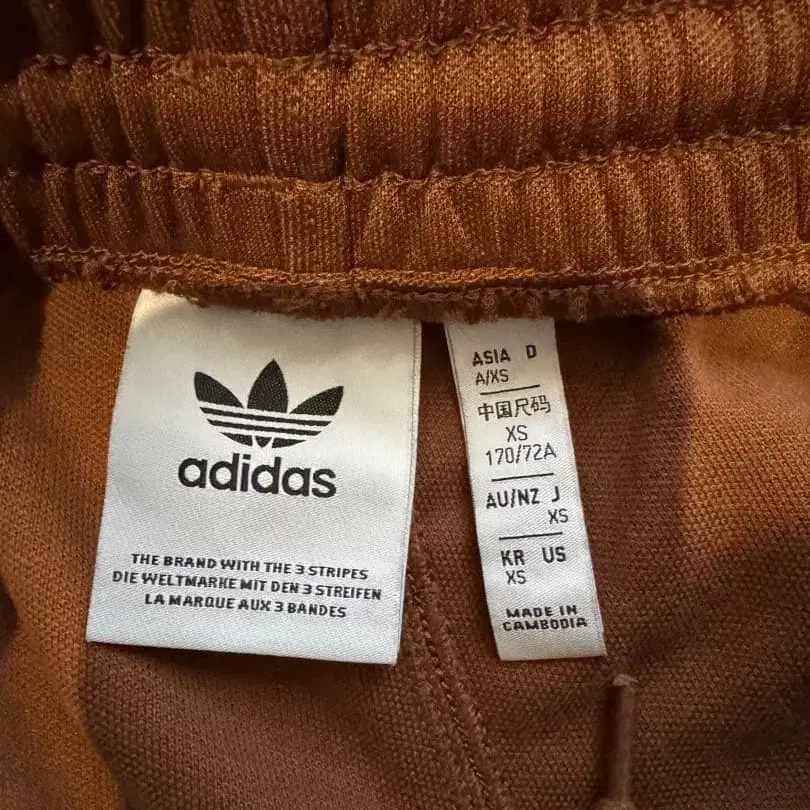 adidas
THE BRAND WITH THE 3 STRIPES
DIE WELTMARKE MIT DEN 3 STREIFEN
LA MARQUE AUX 3 BANDES
ASIA D
A/XS
中国尺码
XS
170/72A
AU/NZ J
XS
KR US
XS
MADE IN
CAMBODIA